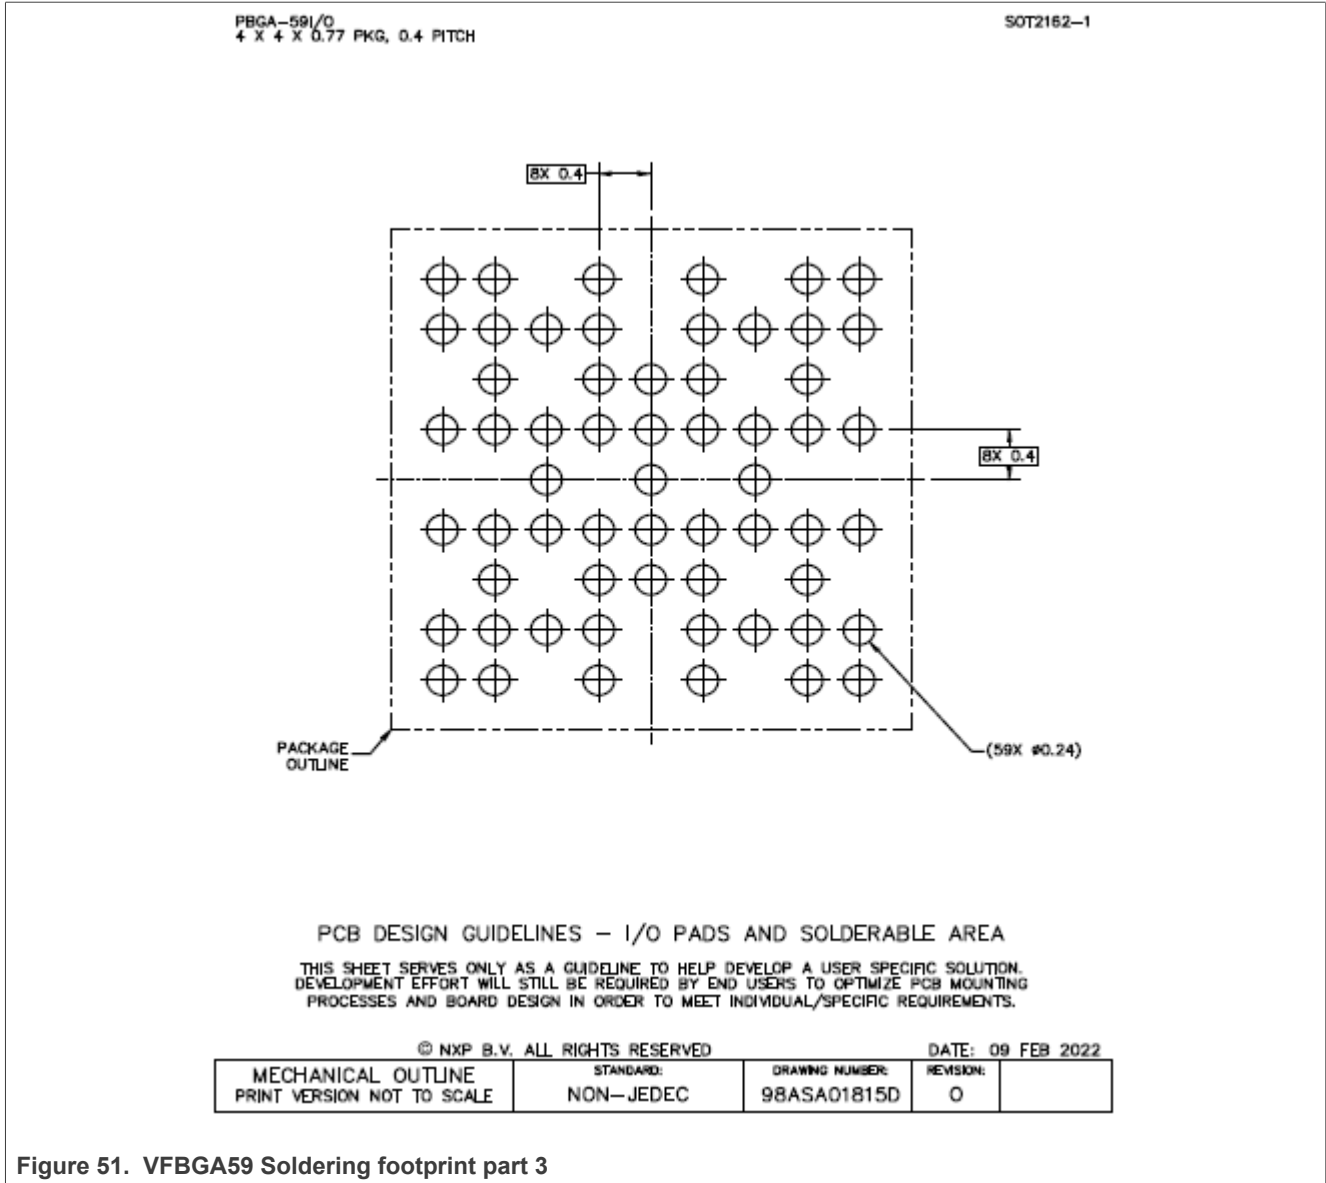 PBGA-59I/O
4 X 4 X 0.77 PKG, 0.4 PITCH
SOT2162-1
8X 0.4
8X 0.4
PACKAGE
OUTLINE
(59X ⌀0.24)
PCB DESIGN GUIDELINES - I/O PADS AND SOLDERABLE AREA
THIS SHEET SERVES ONLY AS A GUIDELINE TO HELP DEVELOP A USER SPECIFIC SOLUTION.
DEVELOPMENT EFFORT WILL STILL BE REQUIRED BY END USERS TO OPTIMIZE PCB MOUNTING
PROCESSES AND BOARD DESIGN IN ORDER TO MEET INDIVIDUAL/SPECIFIC REQUIREMENTS.
© NXP B.V. ALL RIGHTS RESERVED
DATE: 09 FEB 2022
MECHANICAL OUTLINE
PRINT VERSION NOT TO SCALE
STANDARD:
NON-JEDEC
DRAWING NUMBER:
98ASA01815D
REVISION:
O
Figure 51. VFBGA59 Soldering footprint part 3